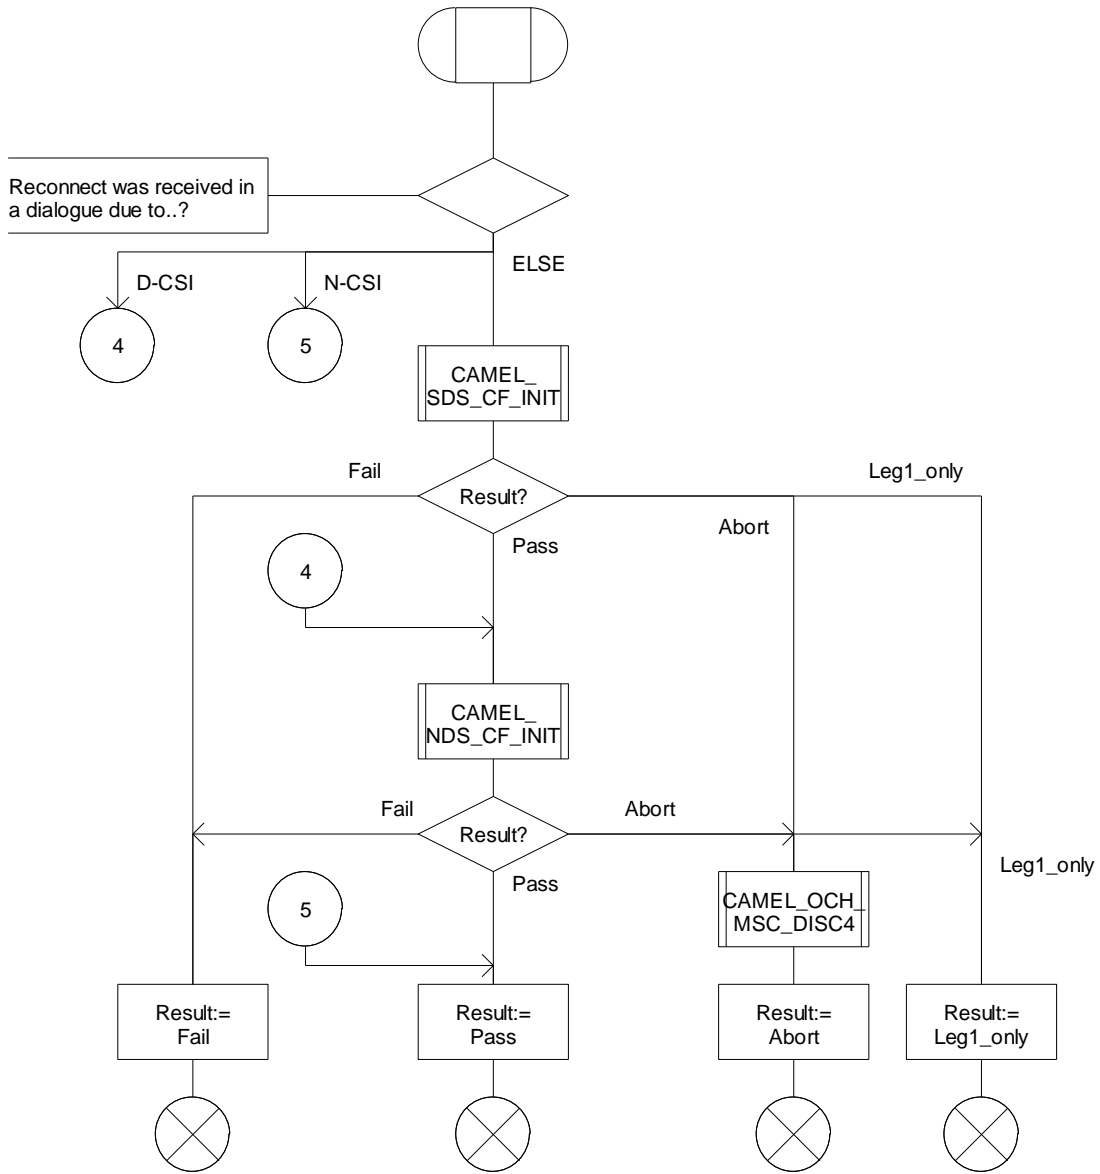 Reconnect was received in
a dialogue due to..?
D-CSI
N-CSI
ELSE
4
5
CAMEL_
SDS_CF_INIT
Fail
Result?
Leg1_only
Abort
Pass
4
CAMEL_
NDS_CF_INIT
Fail
Result?
Abort
Leg1_only
Pass
5
CAMEL_OCH_
MSC_DISC4
Result:=
Fail
Result:=
Pass
Result:=
Abort
Result:=
Leg1_only